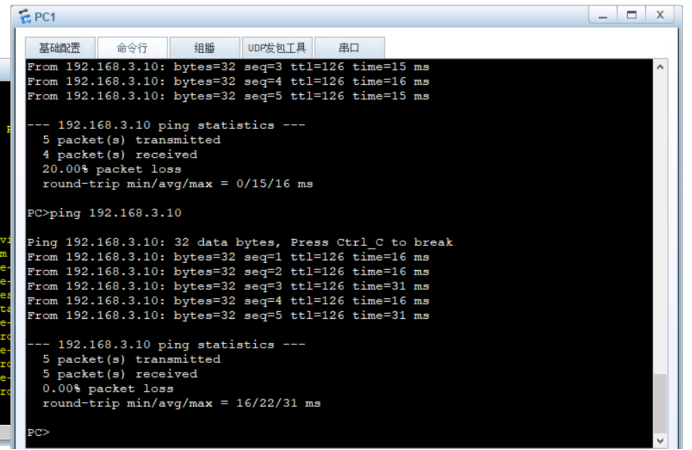 PC1
X
基础配置 命令行 组播 UDP发包工具 串口
From 192.168.3.10: bytes=32 seq=3 ttl=126 time=15 ms
From 192.168.3.10: bytes=32 seq=4 ttl=126 time=16 ms
From 192.168.3.10: bytes=32 seq=5 ttl=126 time=15 ms
--- 192.168.3.10 ping statistics ---
5 packet(s) transmitted
4 packet(s) received
20.00% packet loss
round-trip min/avg/max = 0/15/16 ms
PC>ping 192.168.3.10
Ping 192.168.3.10: 32 data bytes, Press Ctrl_C to break
From 192.168.3.10: bytes=32 seq=1 ttl=126 time=16 ms
From 192.168.3.10: bytes=32 seq=2 ttl=126 time=16 ms
From 192.168.3.10: bytes=32 seq=3 ttl=126 time=31 ms
From 192.168.3.10: bytes=32 seq=4 ttl=126 time=16 ms
From 192.168.3.10: bytes=32 seq=5 ttl=126 time=31 ms
--- 192.168.3.10 ping statistics ---
5 packet(s) transmitted
5 packet(s) received
0.00% packet loss
round-trip min/avg/max = 16/22/31 ms
PC>